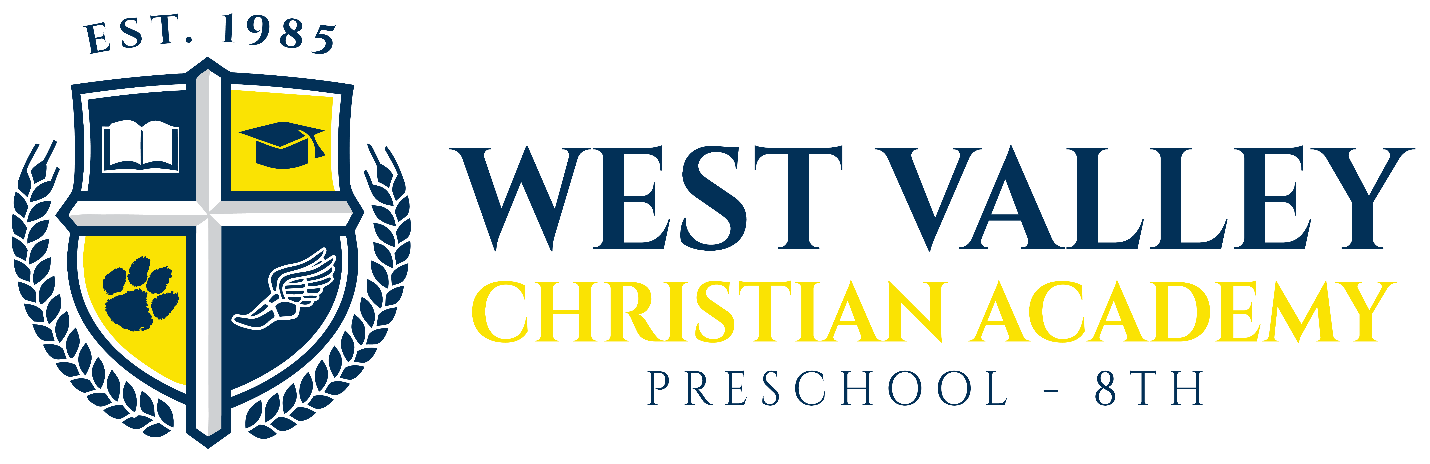 EST. 1985
WEST VALLEY
CHRISTIAN ACADEMY
PRESCHOOL - 8TH